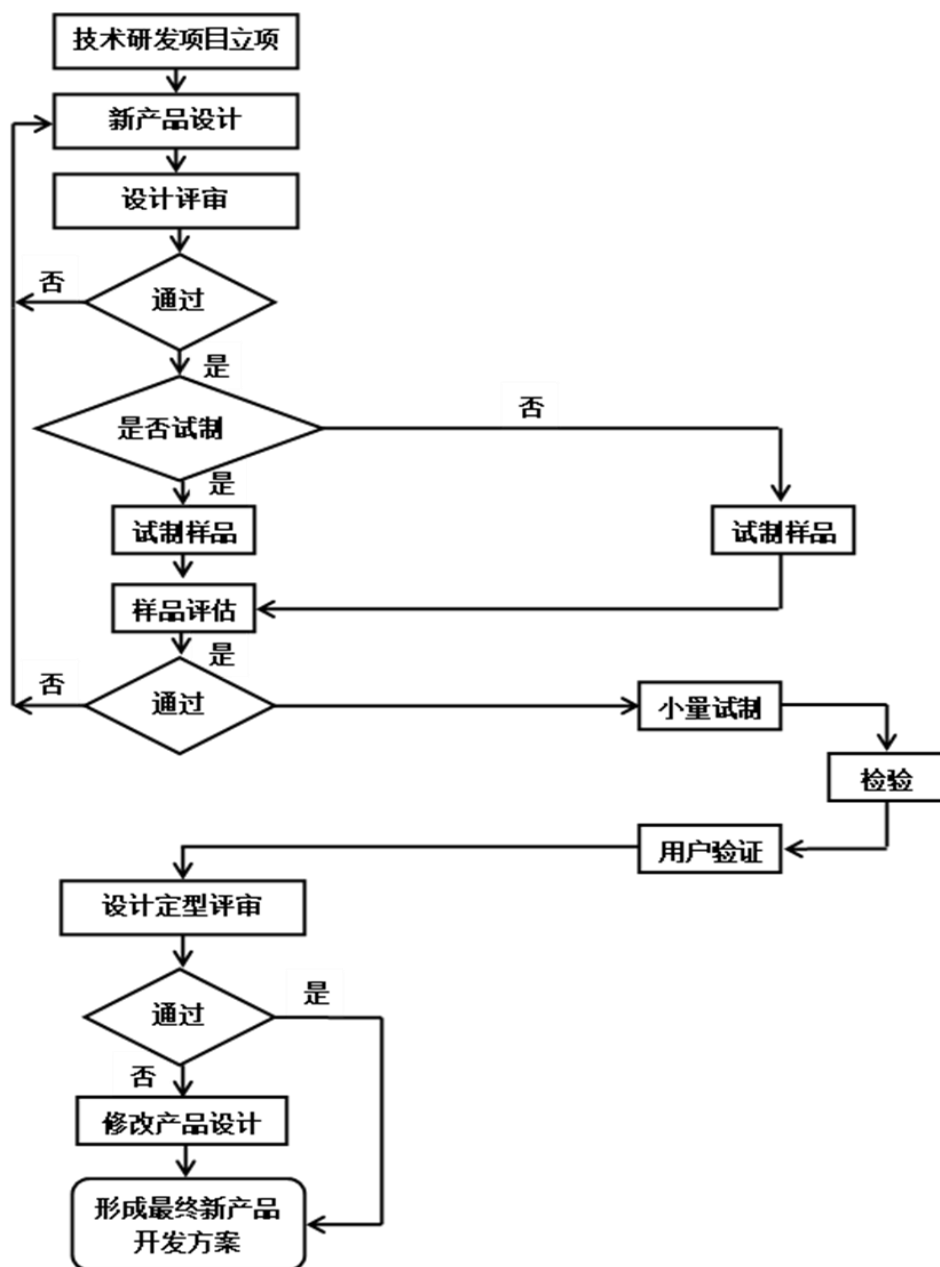 技术研发项目立项
新产品设计
设计评审
否
通过
是
是否试制
否
是
试制样品
试制样品
样品评估
是
否
通过
小量试制
检验
用户验证
设计定型评审
通过
是
否
修改产品设计
形成最终新产品
开发方案